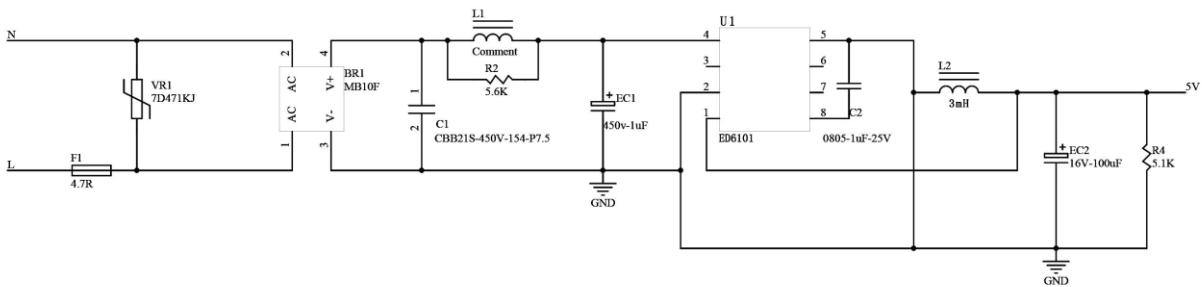 N
2
AC
AC
1
4
V+
V-
3
BR1
MB10F
VR1
7D471KJ
L
F1
4.7R
1
2
C1
CBB21S-450V-154-P7.5
L1
Comment
R2
5.6K
+
EC1
450v-1uF
GND
U1
4
3
2
1
5
6
7
8
ED6101
C2
0805-1uF-25V
L2
3mH
5V
+
EC2
16V-100uF
R4
5.1K
GND